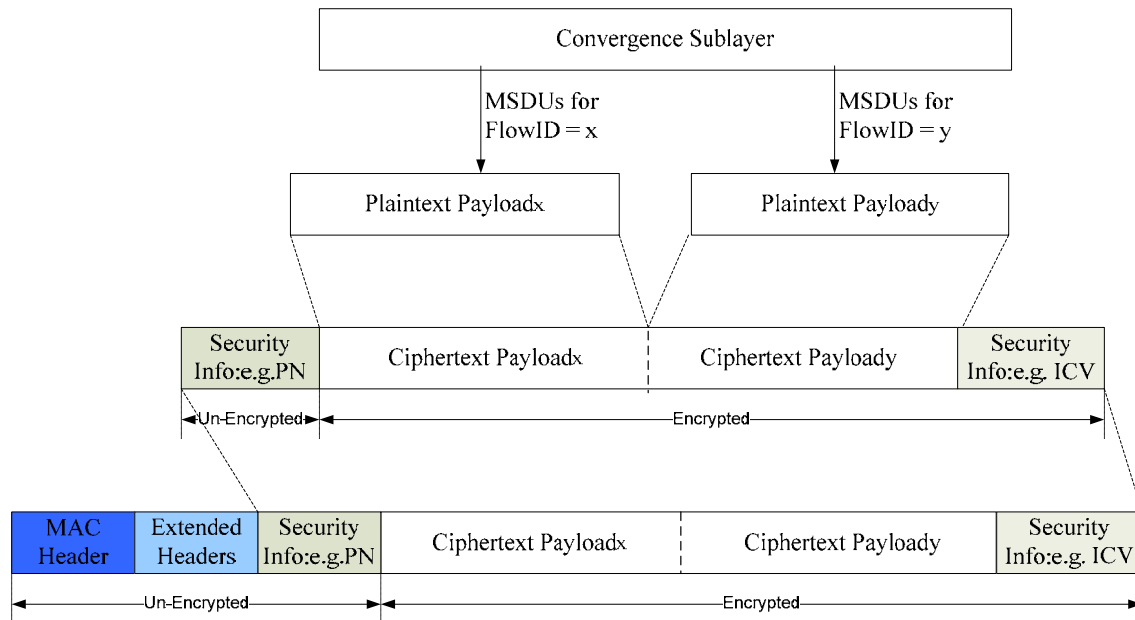 Convergence Sublayer
MSDUs for
FlowID = x
MSDUs for
FlowID = y
Plaintext Payloadx
Plaintext Payloady
Security
Info:e.g.PN
Ciphertext Payloadx
Ciphertext Payloady
Security
Info:e.g. ICV
Un-Encrypted
Encrypted
MAC
Header
Extended
Headers
Security
Info:e.g.PN
Ciphertext Payloadx
Ciphertext Payloady
Security
Info:e.g. ICV
Un-Encrypted
Encrypted